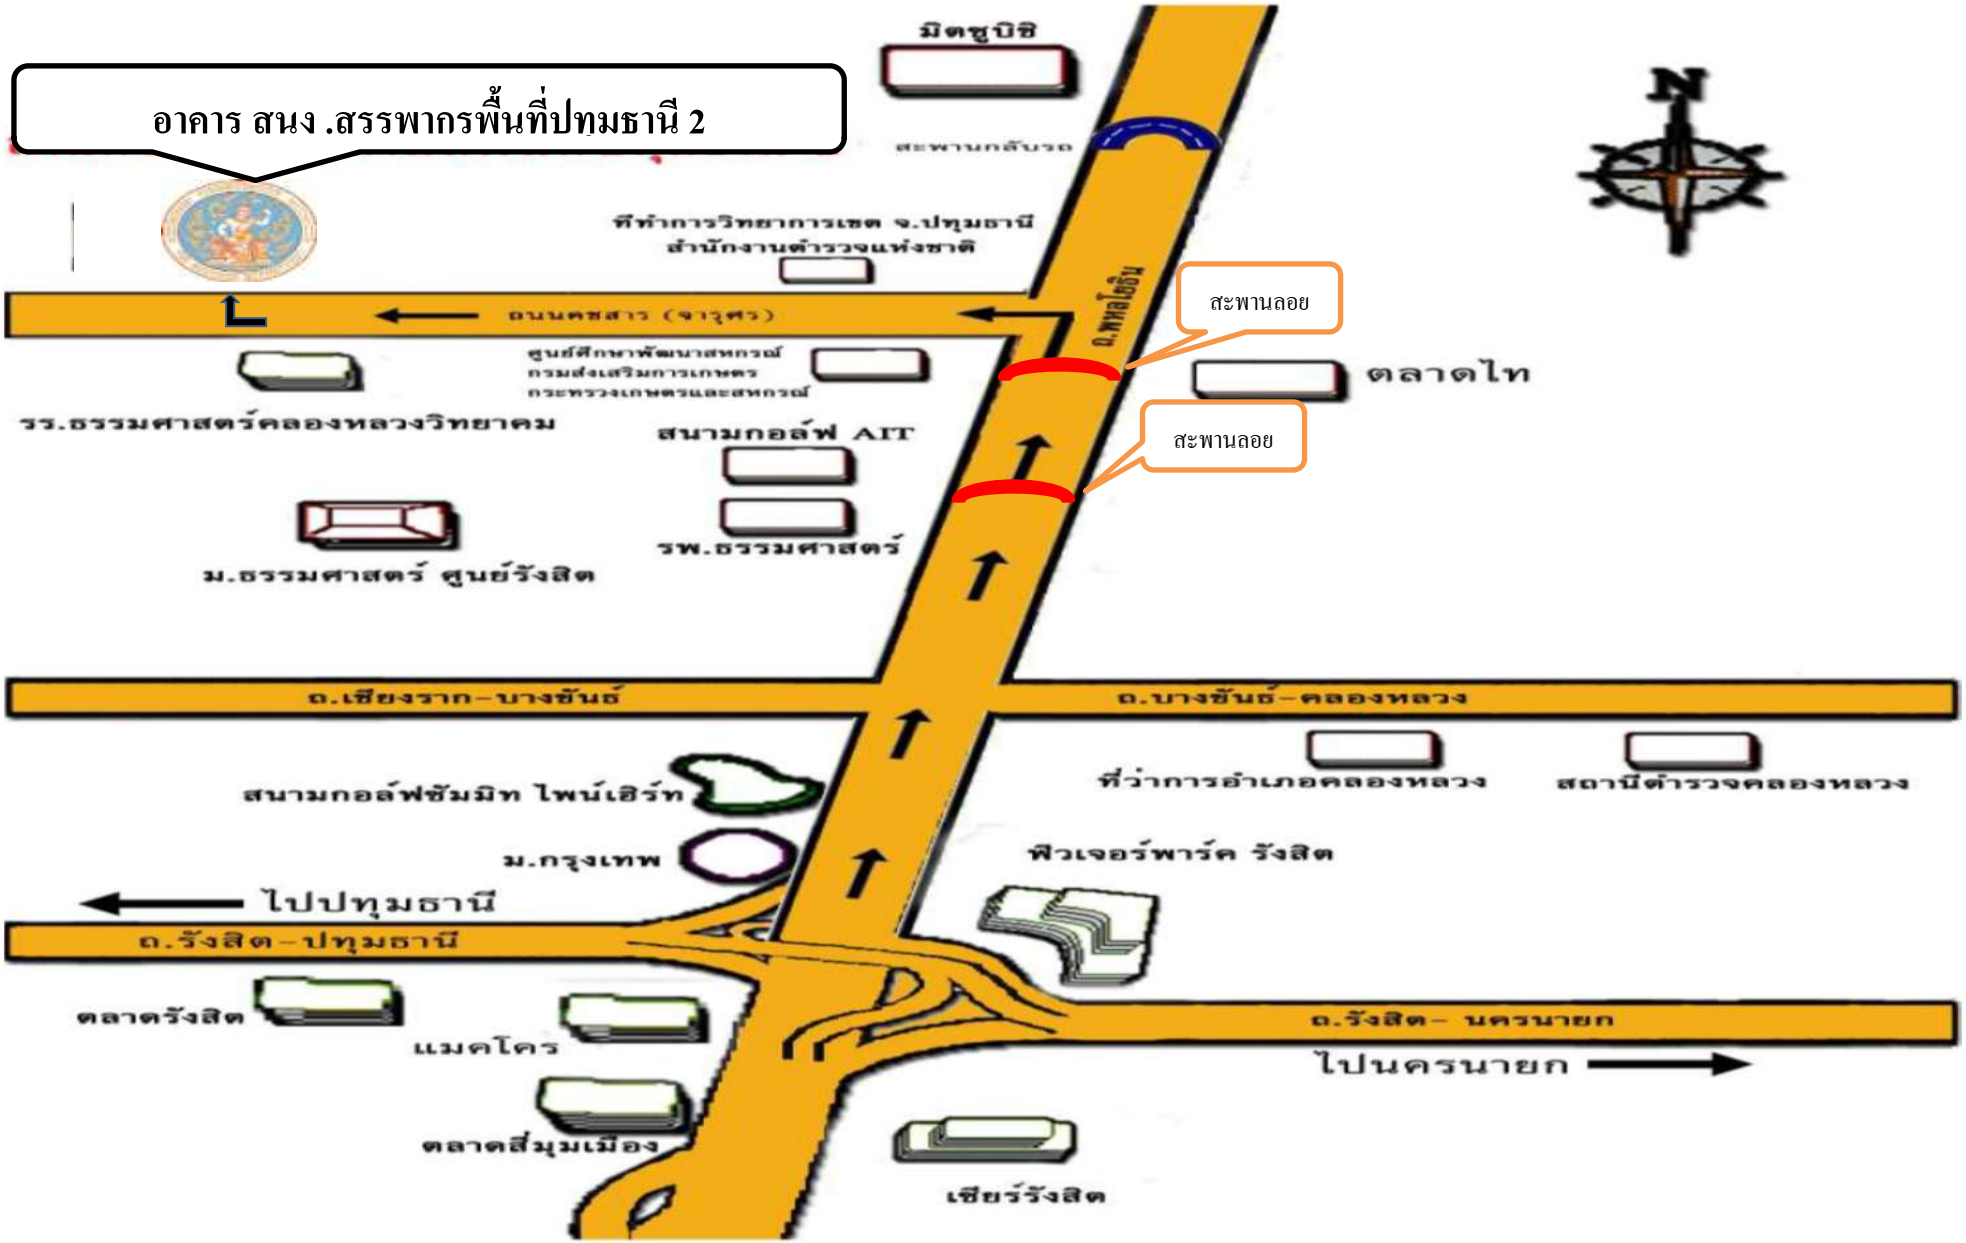 มิตซูบิชิ
N
อาคาร สนง .สรรพากรพื้นที่ปทุมธานี 2
สะพานกลับรถ
ที่ทำการวิทยาการเขต จ.ปทุมธานี
สำนักงานตำรวจแห่งชาติ
ถ.พหลโยธิน
สะพานลอย
ถนนคชสาร (จารุศร)
ศูนย์ศึกษาพัฒนาสหกรณ์
กรมส่งเสริมการเกษตร
กระทรวงเกษตรและสหกรณ์
ตลาดไท
รร.ธรรมศาสตร์คลองหลวงวิทยาคม
สนามกอล์ฟ AIT
สะพานลอย
รพ.ธรรมศาสตร์
ม.ธรรมศาสตร์ ศูนย์รังสิต
ถ.เชียงราก-บางขันธ์
ถ.บางขันธ์-คลองหลวง
สนามกอล์ฟซัมมิท ไพน์เฮิร์ท
ที่ว่าการอำเภอคลองหลวง
สถานีตำรวจคลองหลวง
ม.กรุงเทพ
ฟิวเจอร์พาร์ค รังสิต
ไปปทุมธานี
ถ.รังสิต-ปทุมธานี
ตลาดรังสิต
แมคโคร
ถ.รังสิต- นครนายก
ไปนครนายก
ตลาดสี่มุมเมือง
เซียร์รังสิต